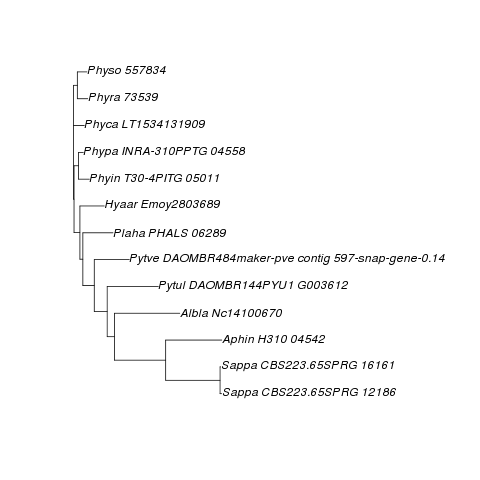 Physo 557834
Phyra 73539
Phyca LT1534131909
Phypa INRA-310PPTG 04558
Phyin T30-4PITG 05011
Hyaar Emoy2803689
Plaha PHALS 06289
Pytve DAOMBR484maker-pve contig 597-snap-gene-0.14
Pytul DAOMBR144PYU1 G003612
Albla Nc14100670
Aphin H310 04542
Sappa CBS223.65SPRG 16161
Sappa CBS223.65SPRG 12186